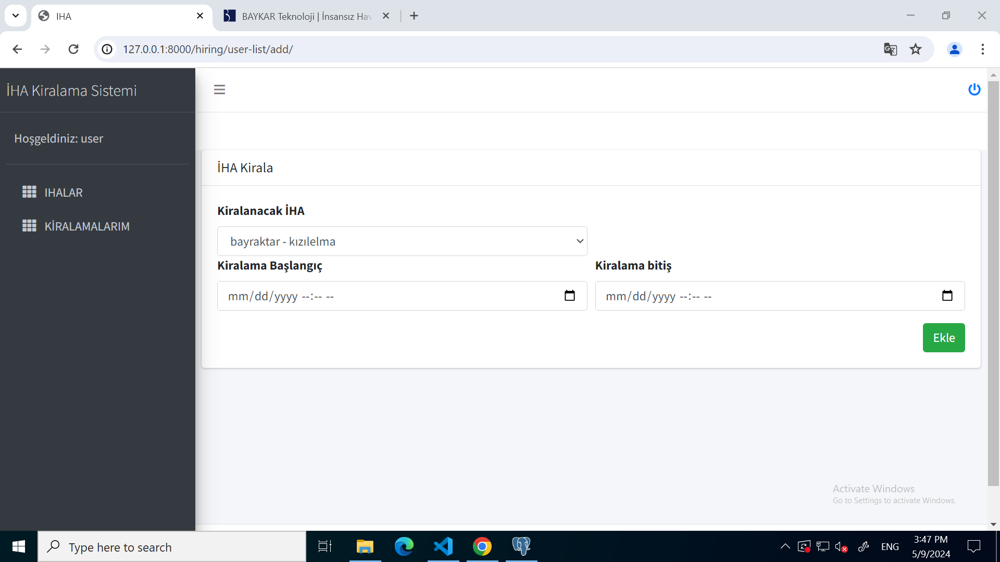 IHA
BAYKAR Teknoloji | İnsansız Hav
127.0.0.1:8000/hiring/user-list/add/
İHA Kiralama Sistemi
Hoşgeldiniz: user
IHALAR
KİRALAMALARIM
İHA Kirala
Kiralanacak İHA
bayraktar - kızılelma
Kiralama Başlangıç
Kiralama bitiş
mm/dd/yyyy --:-- --
mm/dd/yyyy --:-- --
Ekle
Activate Windows
Go to Settings to activate Windows.
Type here to search
ENG
3:47 PM
5/9/2024